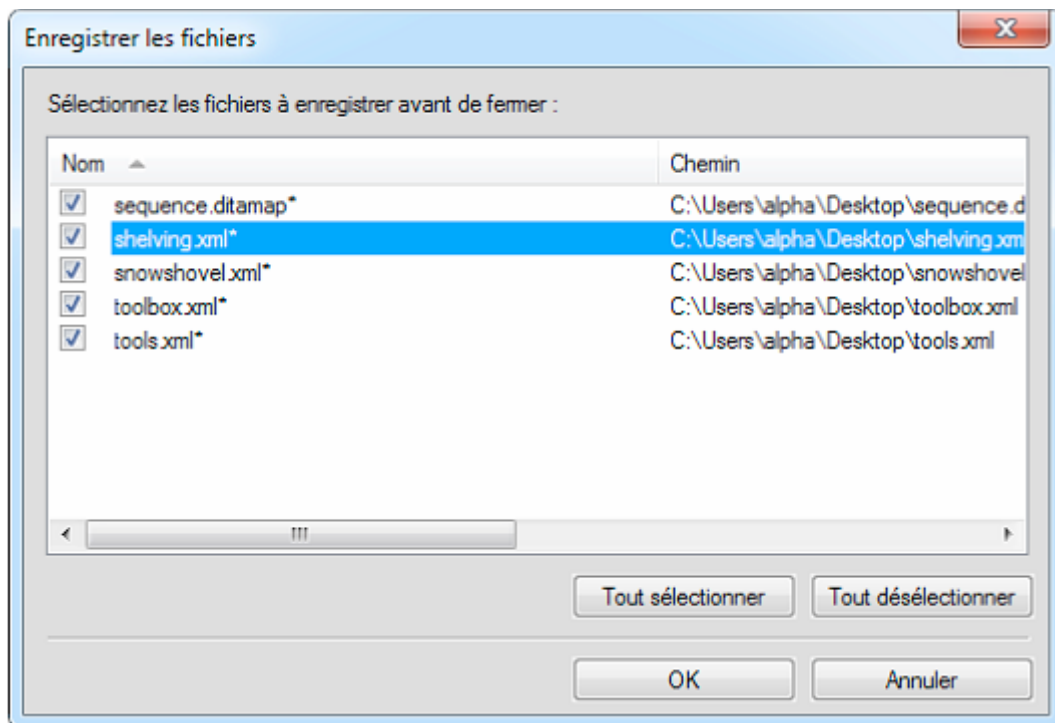 Enregistrer les fichiers
Sélectionnez les fichiers à enregistrer avant de fermer :
Nom Chemin
sequence.ditamap* C:\Users\alpha\Desktop\sequence.d
shelving.xml* C:\Users\alpha\Desktop\shelving.xm
snowshovel.xml* C:\Users\alpha\Desktop\snowshovel
toolbox.xml* C:\Users\alpha\Desktop\toolbox.xml
tools.xml* C:\Users\alpha\Desktop\tools.xml
Tout sélectionner Tout désélectionner
OK Annuler